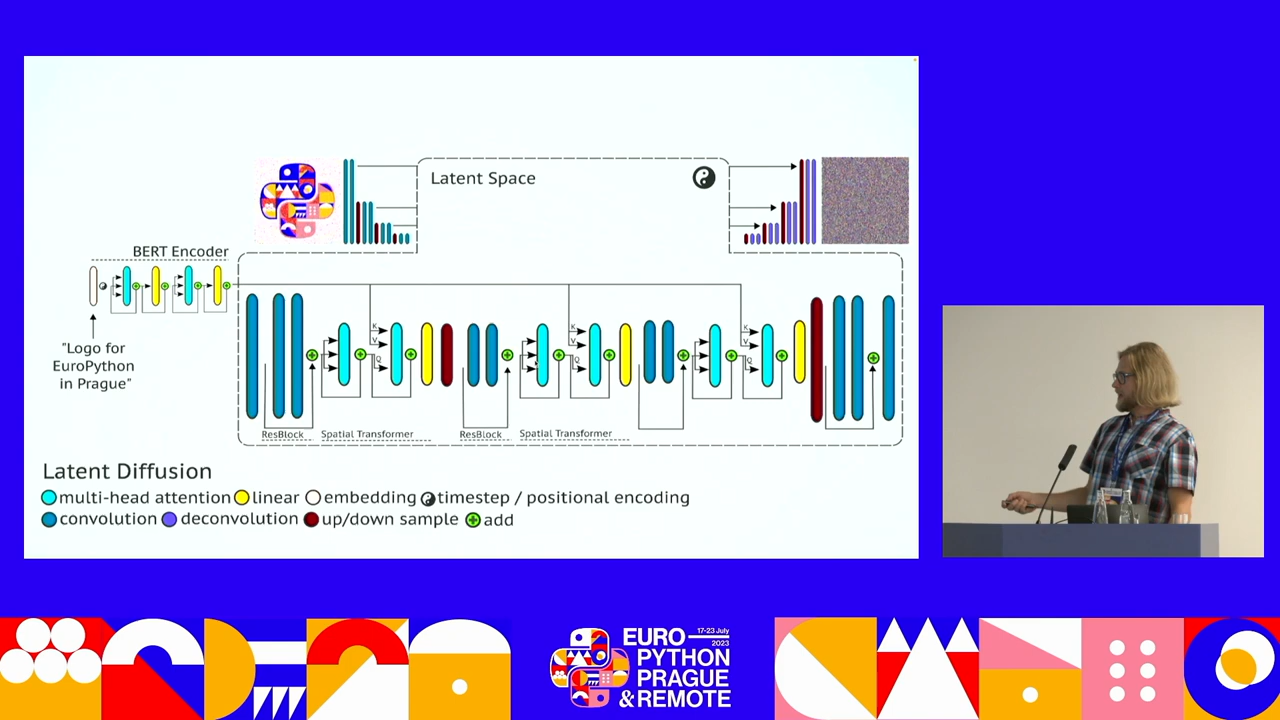 Latent Space
BERT Encoder
"Logo for
EuroPython
in Prague"
K
V
Q
K
V
Q
K
V
Q
ResBlock
Spatial Transformer
ResBlock
Spatial Transformer
Latent Diffusion
multi-head attention linear embedding timestep / positional encoding
convolution deconvolution up/down sample add
17-23 July
2023
EURO
PYTHON
PRAGUE
& REMOTE